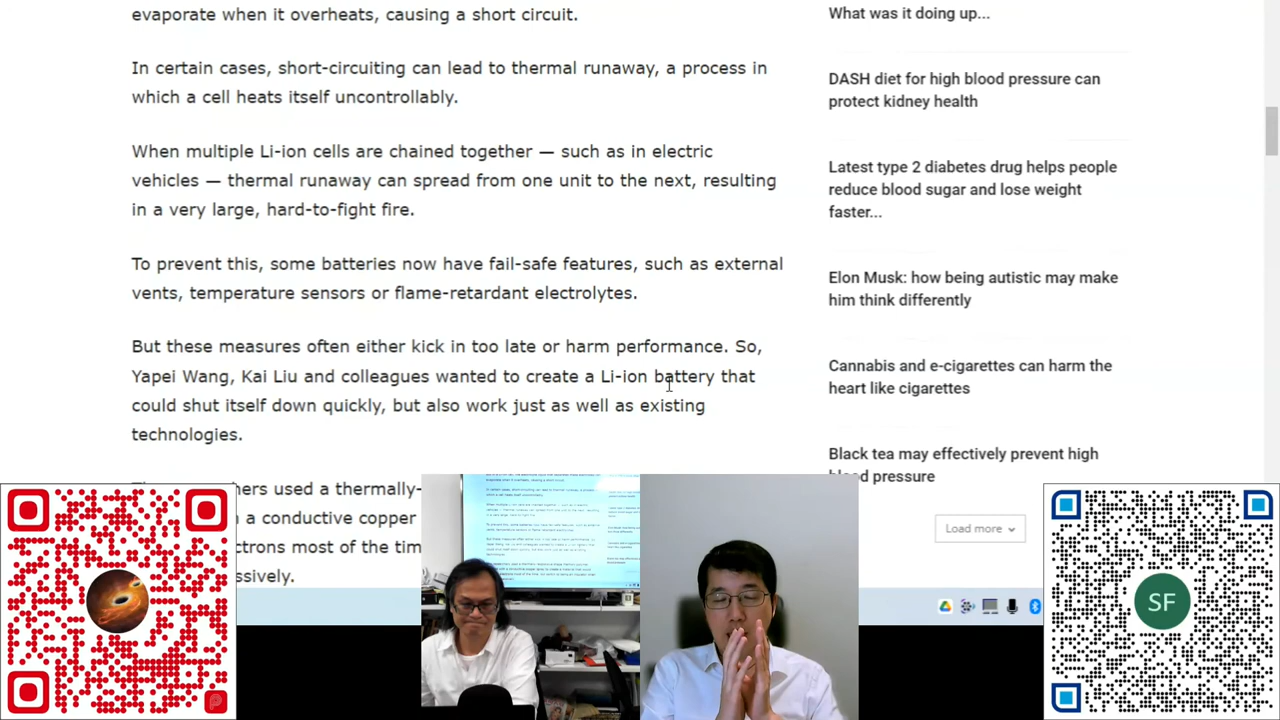 evaporate when it overheats, causing a short circuit.
In certain cases, short-circuiting can lead to thermal runaway, a process in
which a cell heats itself uncontrollably.
When multiple Li-ion cells are chained together — such as in electric
vehicles — thermal runaway can spread from one unit to the next, resulting
in a very large, hard-to-fight fire.
To prevent this, some batteries now have fail-safe features, such as external
vents, temperature sensors or flame-retardant electrolytes.
But these measures often either kick in too late or harm performance. So,
Yapei Wang, Kai Liu and colleagues wanted to create a Li-ion battery that
could shut itself down quickly, but also work just as well as existing
technologies.
hers used a thermally-
a conductive copper
ctrons most of the tim
ssively.
What was it doing up...
DASH diet for high blood pressure can
protect kidney health
Latest type 2 diabetes drug helps people
reduce blood sugar and lose weight
faster...
Elon Musk: how being autistic may make
him think differently
Cannabis and e-cigarettes can harm the
heart like cigarettes
Black tea may effectively prevent high
blood pressure
Load more
SF